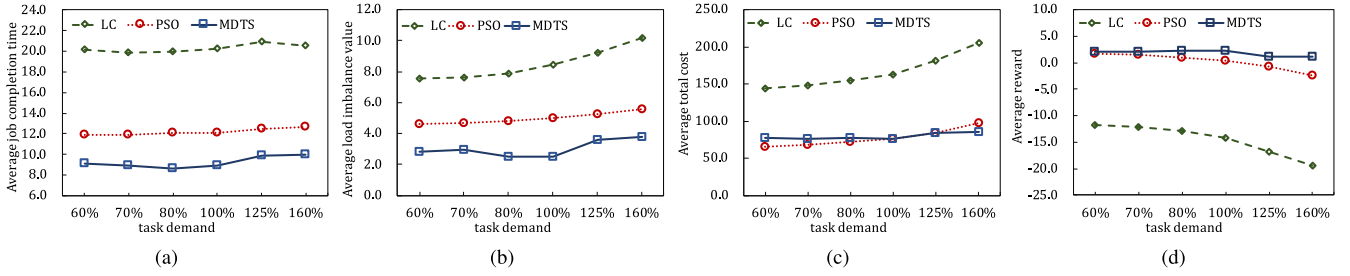 LC PSO MDTS
Average job completion time
24.0
22.0
20.0
18.0
16.0
14.0
12.0
10.0
8.0
6.0
60% 70% 80% 100% 125% 160%
task demand
(a)
LC PSO MDTS
Average load imbalance value
12.0
10.0
8.0
6.0
4.0
2.0
0.0
60% 70% 80% 100% 125% 160%
task demand
(b)
LC PSO MDTS
Average total cost
250.0
200.0
150.0
100.0
50.0
0.0
60% 70% 80% 100% 125% 160%
task demand
(c)
LC PSO MDTS
Average reward
10.0
5.0
0.0
-5.0
-10.0
-15.0
-20.0
-25.0
60% 70% 80% 100% 125% 160%
task demand
(d)